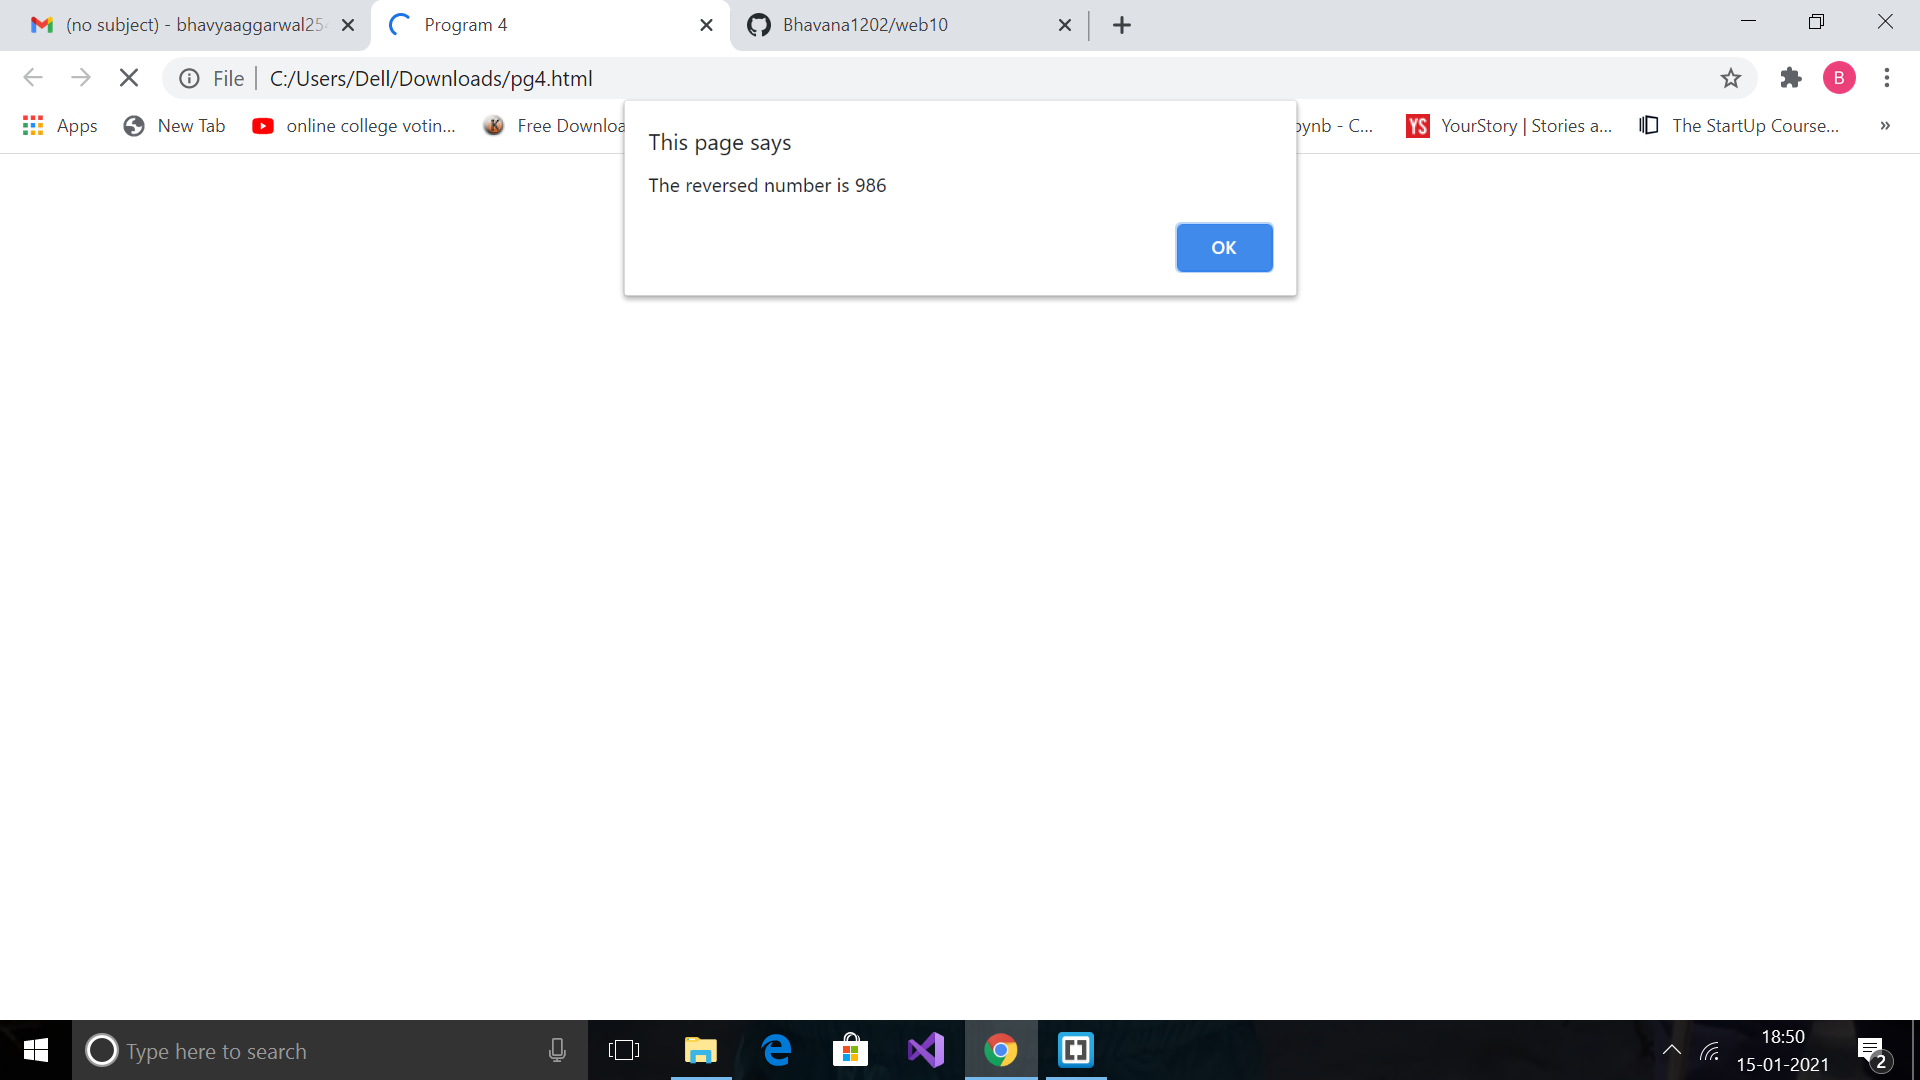 (no subject) - bhavyaaggarwal254
Program 4
Bhavana1202/web10
File
C:/Users/Dell/Downloads/pg4.html
B
Apps
New Tab
online college votin...
Free Downloa
ynb - C...
YS
YourStory | Stories a...
The StartUp Course...
»
This page says
The reversed number is 986
OK
Type here to search
18:50
15-01-2021
2